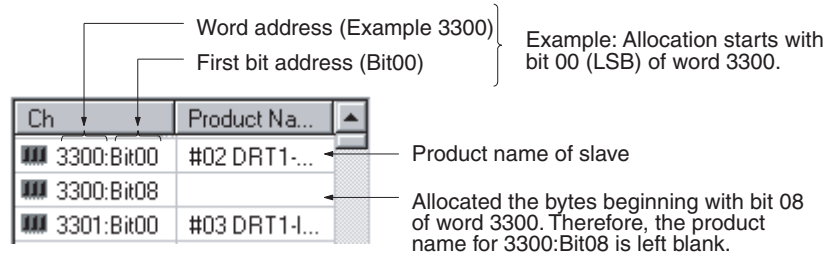 Word address (Example 3300)
First bit address (Bit00)
Example: Allocation starts with
bit 00 (LSB) of word 3300.
Ch Product Na...
3300:Bit00 #02 DRT1-...
3300:Bit08
3301:Bit00 #03 DRT1-I...
Product name of slave
Allocated the bytes beginning with bit 08
of word 3300. Therefore, the product
name for 3300:Bit08 is left blank.